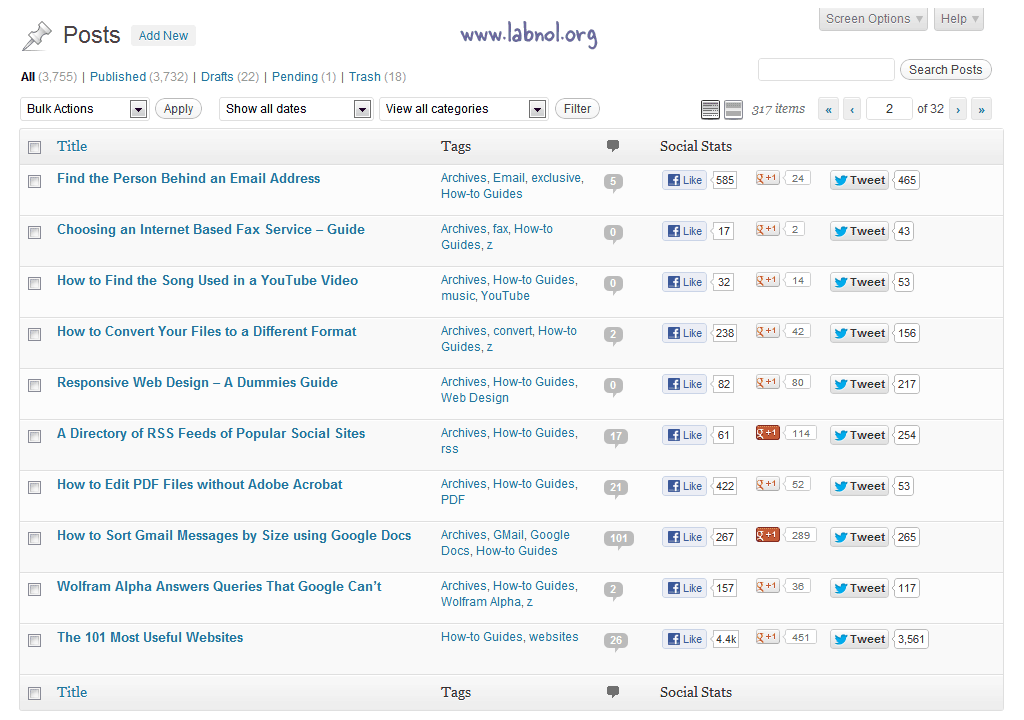 Screen Options Help
Posts Add New
www.labnol.org
All (3,755) | Published (3,732) | Drafts (22) | Pending (1) | Trash (18)
Search Posts
Bulk Actions Apply Show all dates View all categories Filter 317 items « ‹ 2 of 32 › »
Title Tags Social Stats
Find the Person Behind an Email Address Archives, Email, exclusive, 5 Like 585 g +1 24 Tweet 465
How-to Guides
Choosing an Internet Based Fax Service – Guide Archives, fax, How-to 0 Like 17 g +1 2 Tweet 43
Guides, z
How to Find the Song Used in a YouTube Video Archives, How-to Guides, 0 Like 32 g +1 14 Tweet 53
music, YouTube
How to Convert Your Files to a Different Format Archives, convert, How-to 2 Like 238 g +1 42 Tweet 156
Guides, z
Responsive Web Design – A Dummies Guide Archives, How-to Guides, 0 Like 82 g +1 80 Tweet 217
Web Design
A Directory of RSS Feeds of Popular Social Sites Archives, How-to Guides, 17 Like 61 g +1 114 Tweet 254
rss
How to Edit PDF Files without Adobe Acrobat Archives, How-to Guides, 21 Like 422 g +1 52 Tweet 53
PDF
How to Sort Gmail Messages by Size using Google Docs Archives, GMail, Google 101 Like 267 g +1 289 Tweet 265
Docs, How-to Guides
Wolfram Alpha Answers Queries That Google Can't Archives, How-to Guides, 2 Like 157 g +1 36 Tweet 117
Wolfram Alpha, z
The 101 Most Useful Websites How-to Guides, websites 26 Like 4.4k g +1 451 Tweet 3,561
Title Tags Social Stats